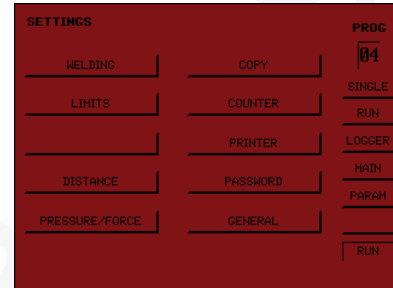 SETTINGS
PROG
04
WELDING
COPY
SINGLE
LIMITS
COUNTER
RUN
PRINTER
LOGGER
MAIN
DISTANCE
PASSWORD
PARAM
PRESSURE/FORCE
GENERAL
RUN